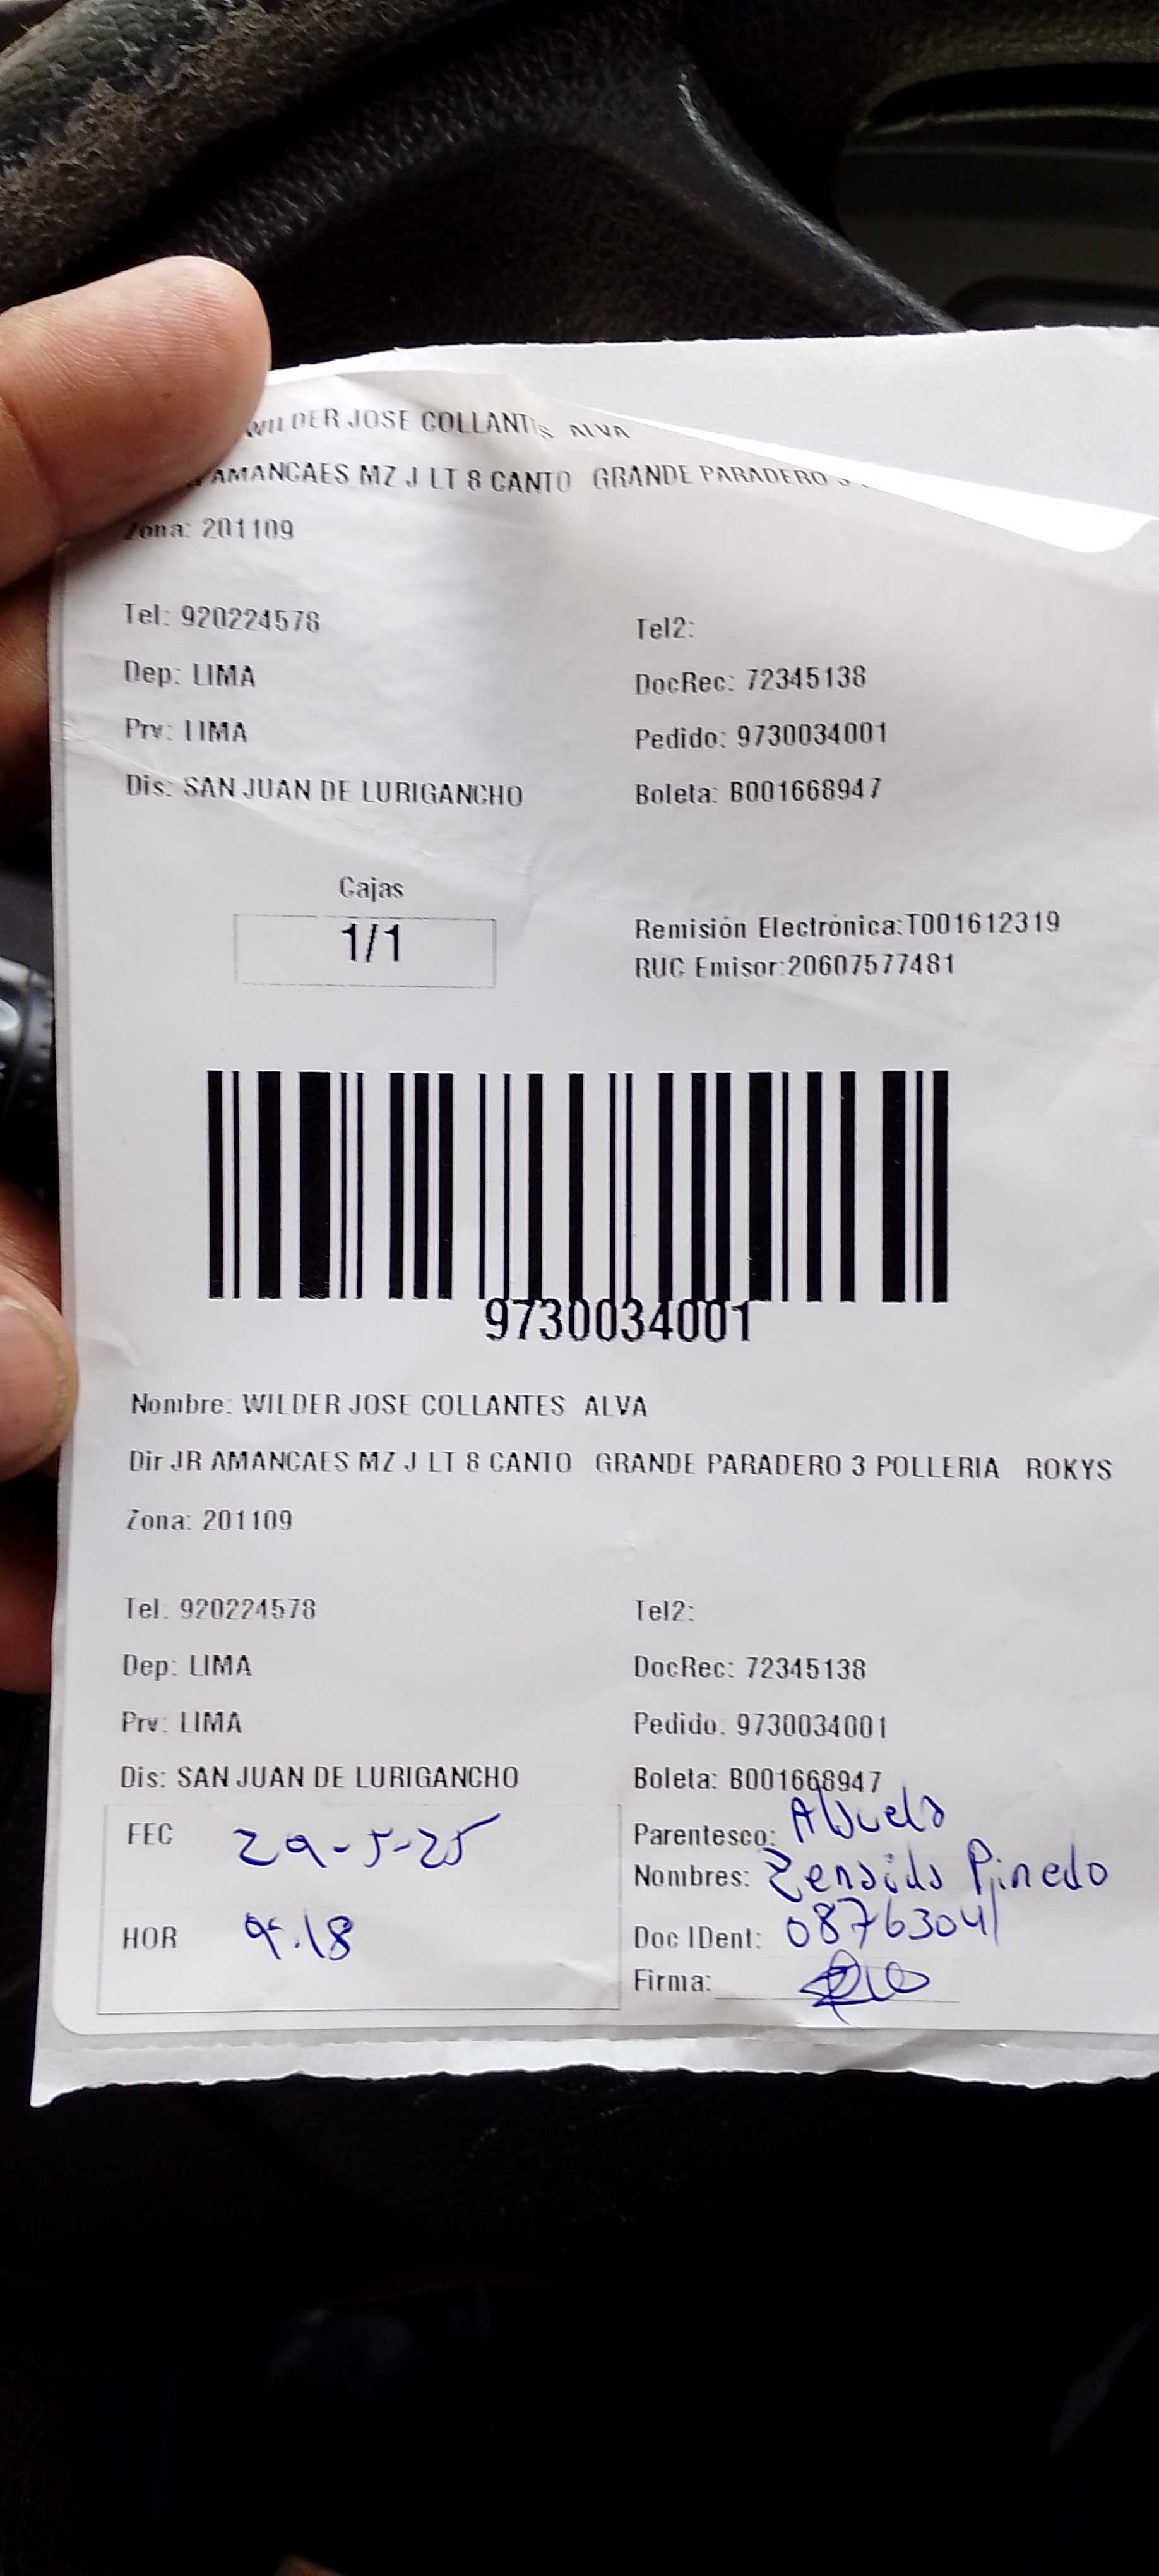 WILDER JOSE COLLANTES ALVA
AMANCAES MZ J LT 8 CANTO GRANDE PARADERO 3
Zona: 201109
Tel: 920224578 Tel2:
Dep: LIMA DocRec: 72345138
Prv: LIMA Pedido: 9730034001
Dis: SAN JUAN DE LURIGANCHO Boleta: B001668947
Cajas
1/1
Remisión Electrónica:T001612319
RUC Emisor:20607577481
9730034001
Nombre: WILDER JOSE COLLANTES ALVA
Dir JR AMANCAES MZ J LT 8 CANTO GRANDE PARADERO 3 POLLERIA ROKYS
Zona: 201109
Tel: 920224578 Tel2:
Dep: LIMA DocRec: 72345138
Prv: LIMA Pedido: 9730034001
Dis: SAN JUAN DE LURIGANCHO Boleta: B001668947
FEC 29-5-25 Parentesco: Abuela
Nombres: Pinedo
HOR 9:18 Doc IDent: 08763041
Firma: